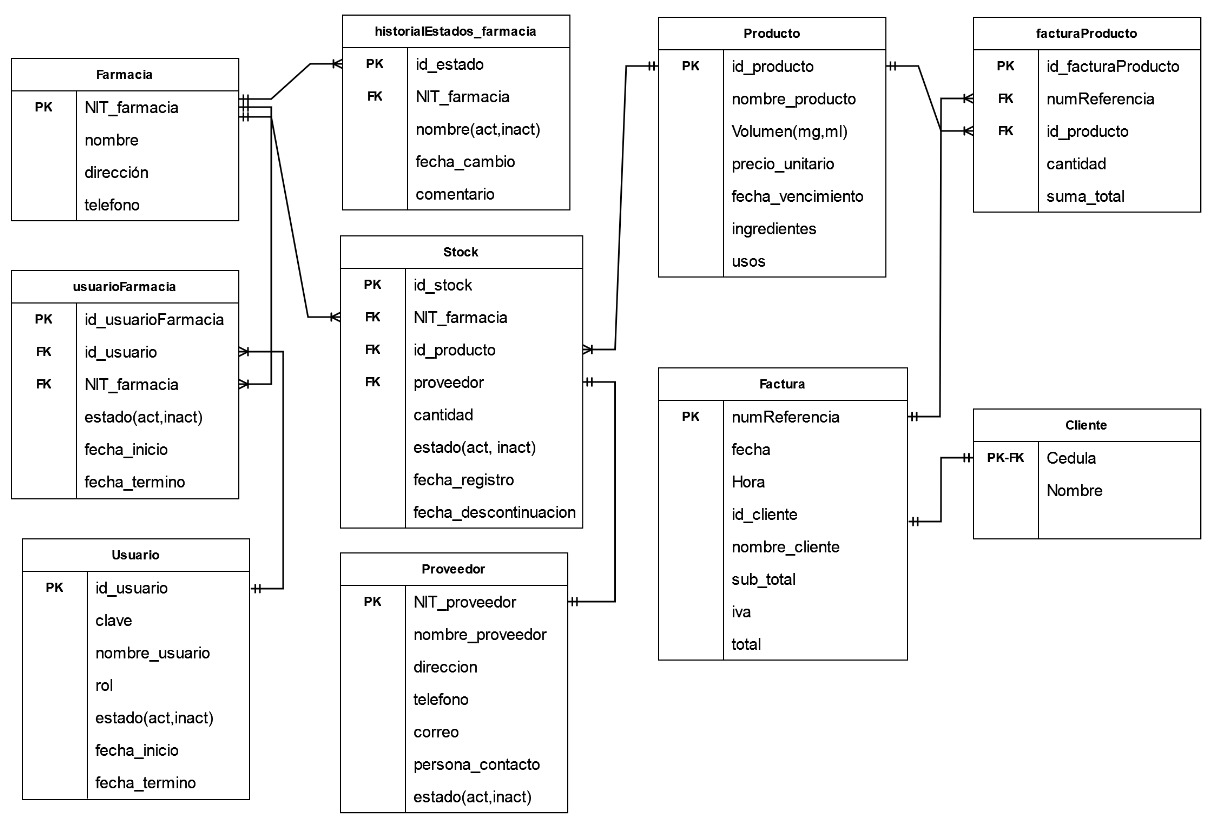 Farmacia
PK NIT_farmacia
nombre
dirección
telefono
historialEstados_farmacia
PK id_estado
FK NIT_farmacia
nombre(act,inact)
fecha_cambio
comentario
Producto
PK id_producto
nombre_producto
Volumen(mg,ml)
precio_unitario
fecha_vencimiento
ingredientes
usos
facturaProducto
PK id_facturaProducto
FK numReferencia
FK id_producto
cantidad
suma_total
usuarioFarmacia
PK id_usuarioFarmacia
FK id_usuario
FK NIT_farmacia
estado(act,inact)
fecha_inicio
fecha_termino
Stock
PK id_stock
FK NIT_farmacia
FK id_producto
FK proveedor
cantidad
estado(act, inact)
fecha_registro
fecha_descontinuacion
Factura
PK numReferencia
fecha
Hora
id_cliente
nombre_cliente
sub_total
iva
total
Cliente
PK-FK Cedula
Nombre
Usuario
PK id_usuario
clave
nombre_usuario
rol
estado(act,inact)
fecha_inicio
fecha_termino
Proveedor
PK NIT_proveedor
nombre_proveedor
direccion
telefono
correo
persona_contacto
estado(act,inact)